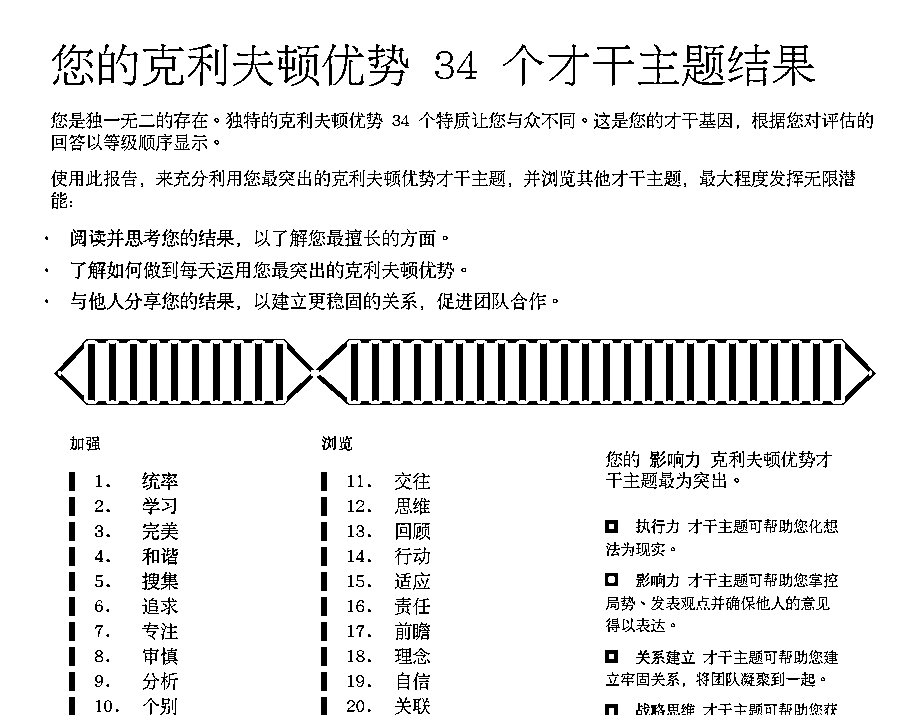 您的克利夫顿优势 34 个才干主题结果
您是独一无二的存在。独特的克利夫顿优势 34 个特质让您与众不同。这是您的才干基因，根据您对评估的
回答以等级顺序显示。
使用此报告，来充分利用您最突出的克利夫顿优势才干主题，并浏览其他才干主题，最大程度发挥无限潜
能：
· 阅读并思考您的结果，以了解您最擅长的方面。
· 了解如何做到每天运用您最突出的克利夫顿优势。
· 与他人分享您的结果，以建立更稳固的关系，促进团队合作。
加强
1. 统率
2. 学习
3. 完美
4. 和谐
5. 搜集
6. 追求
7. 专注
8. 审慎
9. 分析
10. 个别
浏览
11. 交往
12. 思维
13. 回顾
14. 行动
15. 适应
16. 责任
17. 前瞻
18. 理念
19. 自信
20. 关联
您的 影响力 克利夫顿优势才
干主题最为突出。
执行力 才干主题可帮助您化想
法为现实。
影响力 才干主题可帮助您掌控
局势、发表观点并确保他人的意见
得以表达。
关系建立 才干主题可帮助您建
立牢固关系，将团队凝聚到一起。
战略思维 才干主题可帮助您获